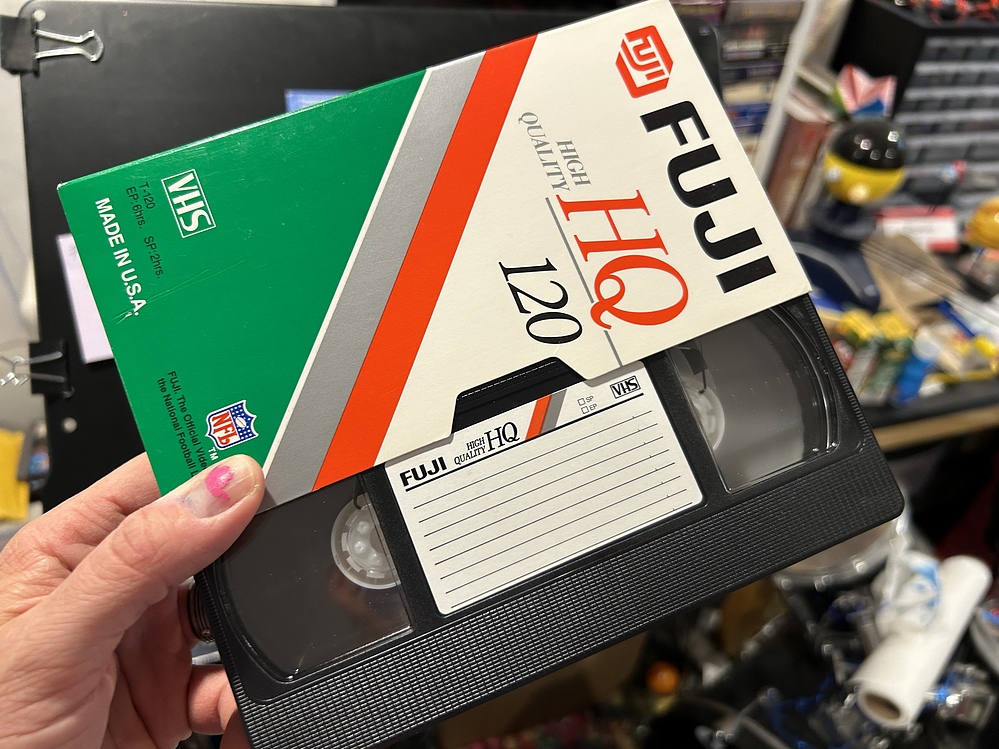 FUJI
FUJI
HIGH
QUALITY
HQ
120
VHS
T-120
EP:6hrs. SP:2hrs.
MADE IN U.S.A.
NFL
TM
FUJI. The Official Video
the National Football
FUJI
HIGH
QUALITY
HQ
SP
EP
VHS